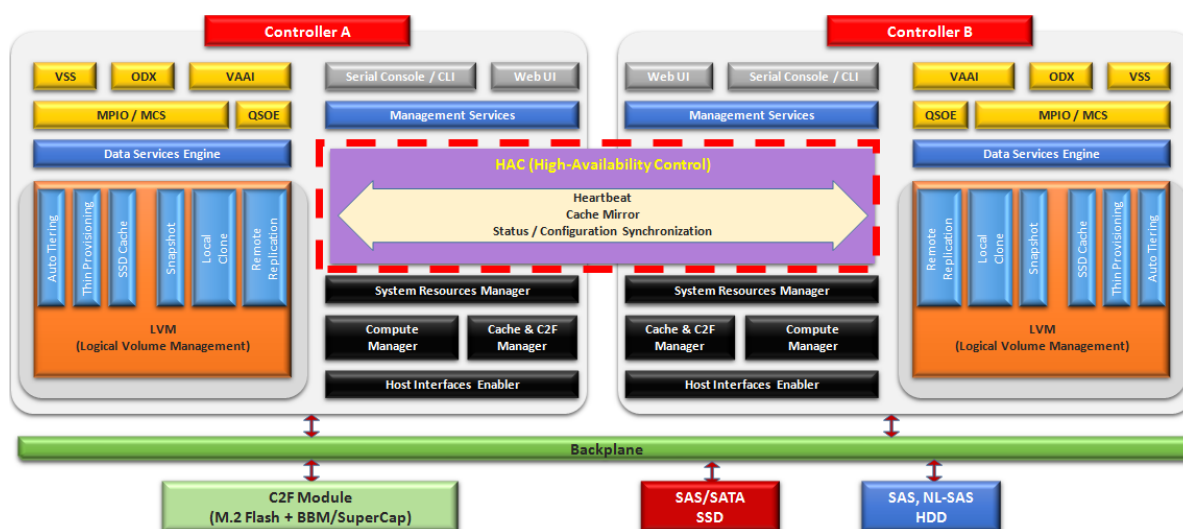 Controller A
VSS
ODX
VAAI
Serial Console / CLI
Web UI
MPIO / MCS
QSOE
Management Services
Data Services Engine
Auto Tiering
Thin Provisioning
SSD Cache
Snapshot
Local
Clone
Remote
Replication
LVM
(Logical Volume Management)
System Resources Manager
Compute
Manager
Cache & C2F
Manager
Host Interfaces Enabler
HAC (High-Availability Control)
Heartbeat
Cache Mirror
Status / Configuration Synchronization
Controller B
Web UI
Serial Console / CLI
VAAI
ODX
VSS
Management Services
QSOE
MPIO / MCS
Data Services Engine
Remote
Replication
Local
Clone
Snapshot
SSD Cache
Thin Provisioning
Auto Tiering
LVM
(Logical Volume Management)
System Resources Manager
Cache & C2F
Manager
Compute
Manager
Host Interfaces Enabler
Backplane
C2F Module
(M.2 Flash + BBM/SuperCap)
SAS/SATA
SSD
SAS, NL-SAS
HDD